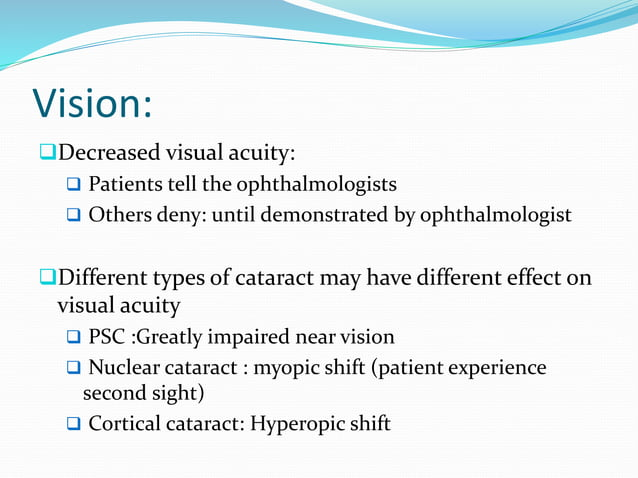 Vision:
Decreased visual acuity:
Patients tell the ophthalmologists
Others deny: until demonstrated by ophthalmologist
Different types of cataract may have different effect on
visual acuity
PSC :Greatly impaired near vision
Nuclear cataract : myopic shift (patient experience
second sight)
Cortical cataract: Hyperopic shift